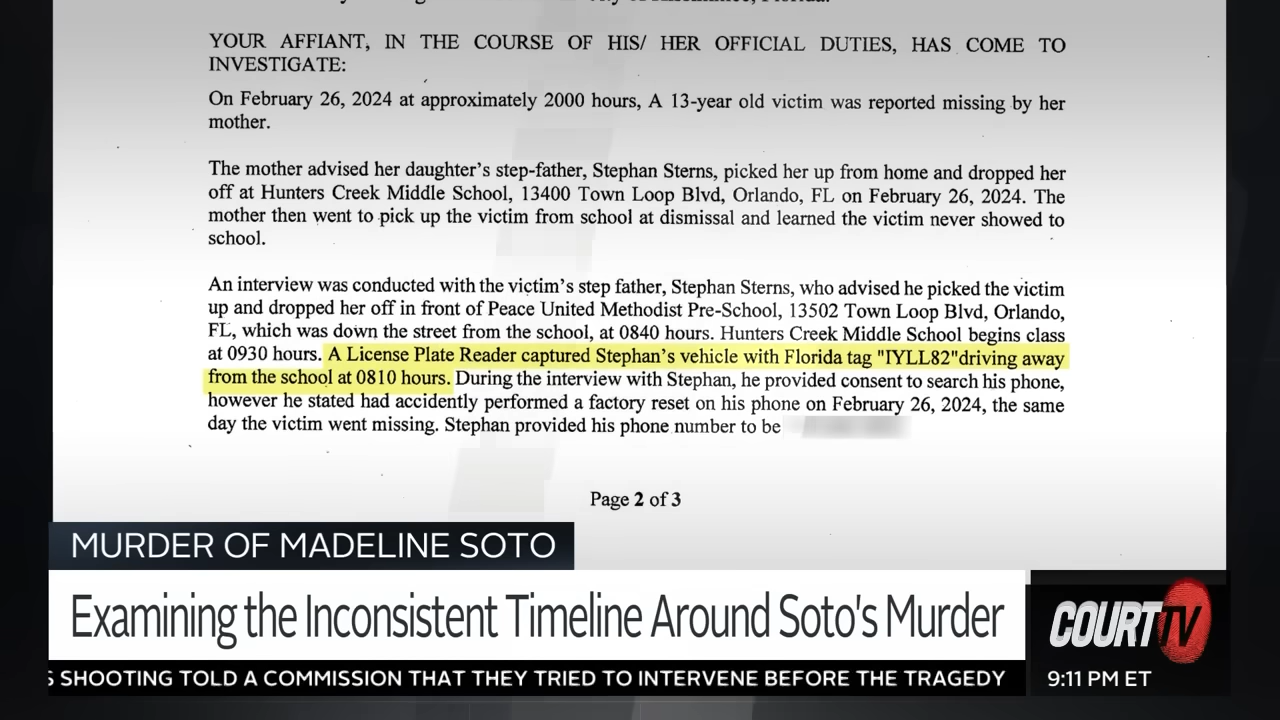 YOUR AFFIANT, IN THE COURSE OF HIS/ HER OFFICIAL DUTIES, HAS COME TO
INVESTIGATE:
On February 26, 2024 at approximately 2000 hours, A 13-year old victim was reported missing by her
mother.
The mother advised her daughter's step-father, Stephan Sterns, picked her up from home and dropped her
off at Hunters Creek Middle School, 13400 Town Loop Blvd, Orlando, FL on February 26, 2024. The
mother then went to pick up the victim from school at dismissal and learned the victim never showed to
school.
An interview was conducted with the victim's step father, Stephan Sterns, who advised he picked the victim
up and dropped her off in front of Peace United Methodist Pre-School, 13502 Town Loop Blvd, Orlando,
FL, which was down the street from the school, at 0840 hours. Hunters Creek Middle School begins class
at 0930 hours. A License Plate Reader captured Stephan's vehicle with Florida tag "IYLL82"driving away
from the school at 0810 hours. During the interview with Stephan, he provided consent to search his phone,
however he stated had accidently performed a factory reset on his phone on February 26, 2024, the same
day the victim went missing. Stephan provided his phone number to be
Page 2 of 3
MURDER OF MADELINE SOTO
Examining the Inconsistent Timeline Around Soto's Murder
COURT TV
SHOOTING TOLD A COMMISSION THAT THEY TRIED TO INTERVENE BEFORE THE TRAGEDY
9:11 PM ET